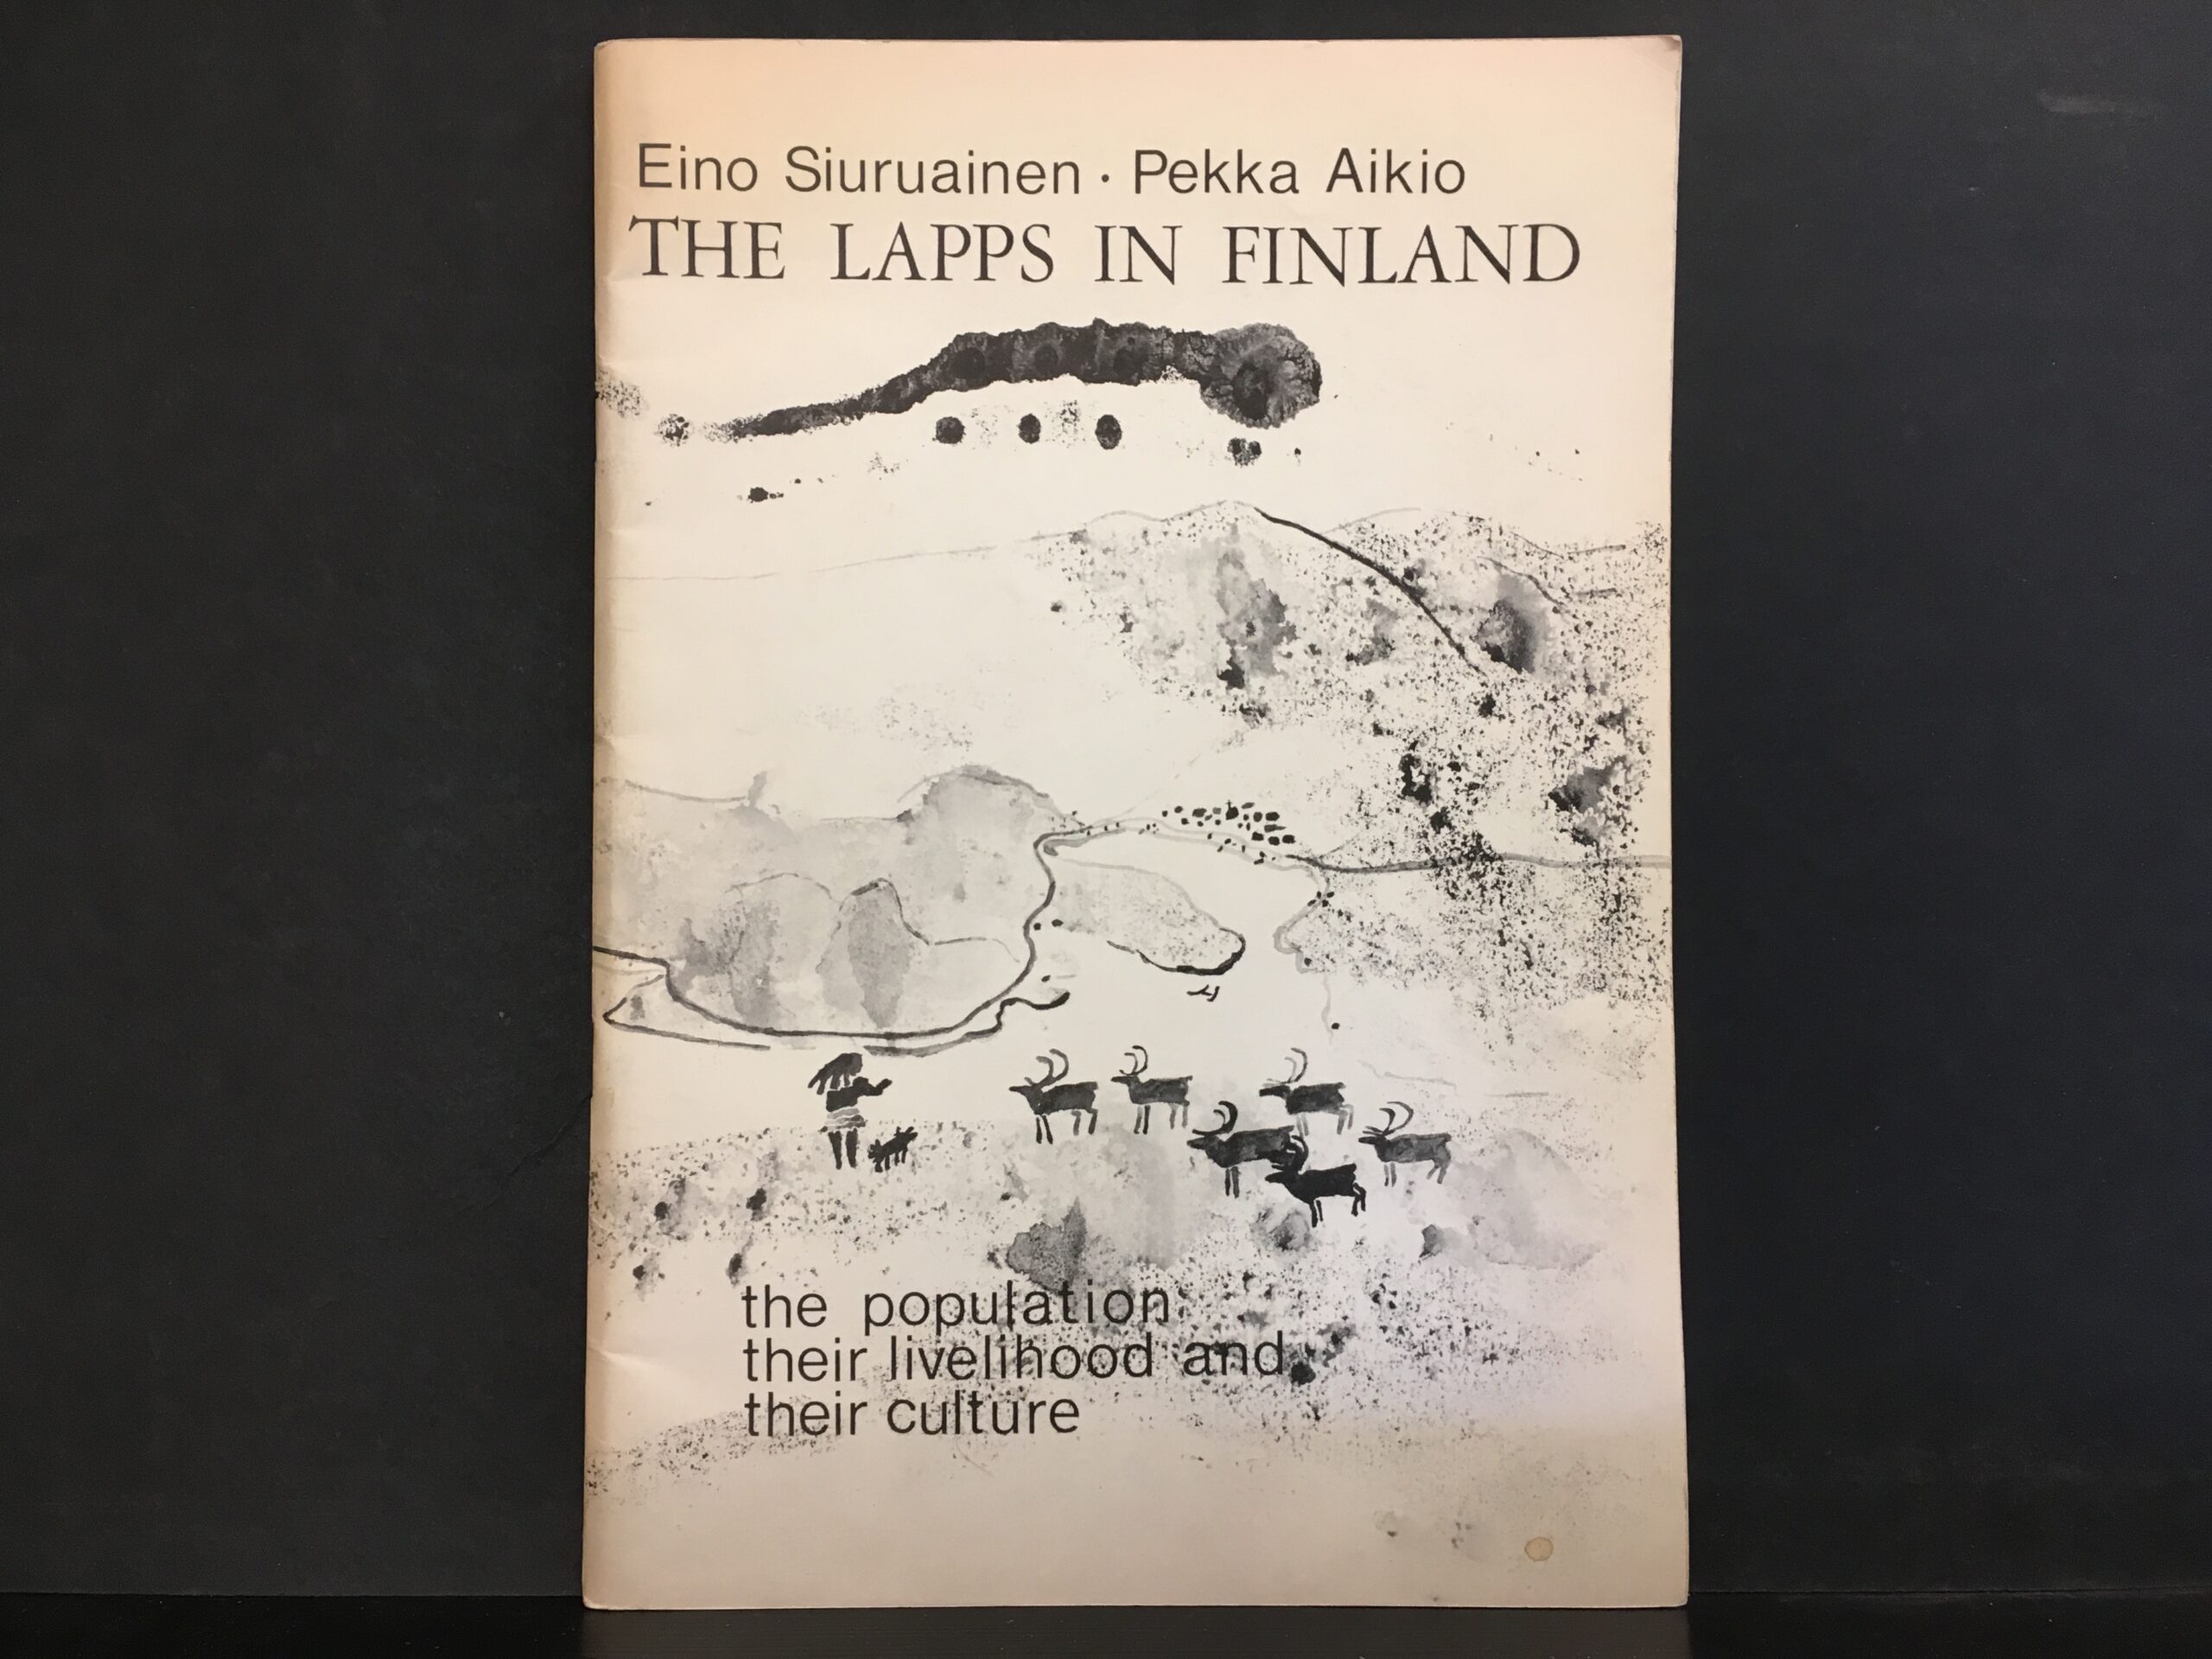 Eino Siuruainen · Pekka Aikio
THE LAPPS IN FINLAND
the population
their livelihood and
their culture